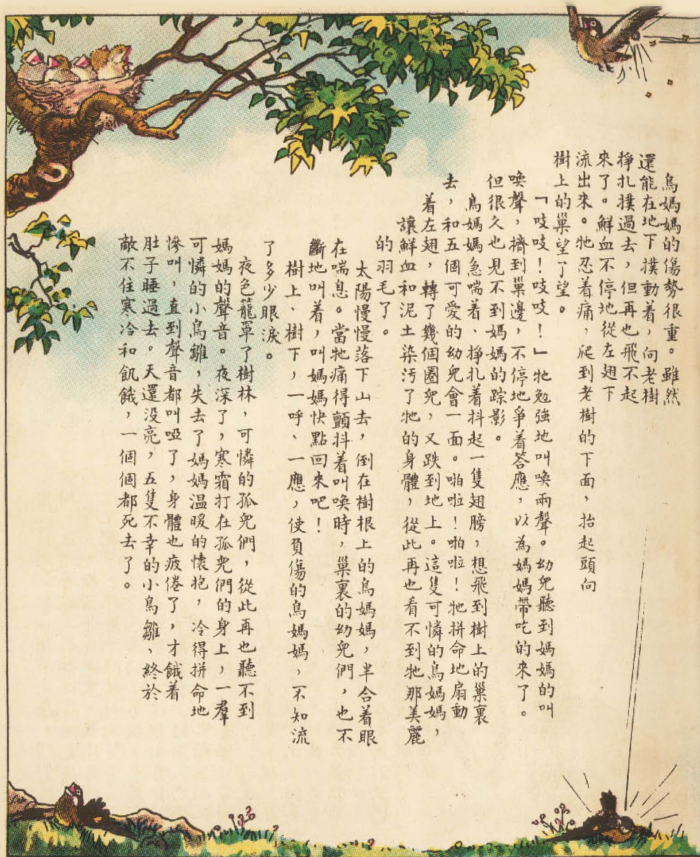 鳥媽媽的傷勢很重。雖然
還能在地下撲動着，向老樹
掙扎撲過去，但再也飛不起
來了。鮮血不停地從左翅下
流出來。牠忍着痛，爬到老樹的下面，抬起頭向
樹上的巢望了望。
「吱吱！吱吱！」牠勉強地叫喚兩聲。幼兒聽到媽媽的叫
喚聲，擠到巢邊，不停地爭着答應，以為媽媽帶吃的來了。
但很久也見不到媽媽的踪影。
鳥媽媽急喘着、掙扎着抖起一隻翅膀，想飛到樹上的巢裏
去，和五個可愛的幼兒會一面。啪啦！啪啦！牠拼命地扇動
着左翅，轉了幾個圈兒，又跌到地上。這隻可憐的鳥媽媽，
讓鮮血和泥土染污了牠的身體，從此再也看不到牠那美麗
的羽毛了。
太陽慢慢落下山去，倒在樹根上的鳥媽媽，半合着眼
在喘息。當牠痛得顫抖着叫喚時，巢裏的幼兒們，也不
斷地叫着，叫媽媽快點回來吧！
樹上、樹下，一呼、一應，使負傷的鳥媽媽，不知流
了多少眼淚。
夜色籠罩了樹林，可憐的孤兒們，從此再也聽不到
媽媽的聲音。夜深了，寒霜打在孤兒們的身上，一羣
可憐的小鳥雛，失去了媽媽溫暖的懷抱，冷得拼命地
慘叫，直到聲音都叫啞了，身體也疲倦了，才餓着
肚子睡過去。天還没亮，五隻不幸的小鳥雛，終於
敵不住寒冷和飢餓，一個個都死去了。